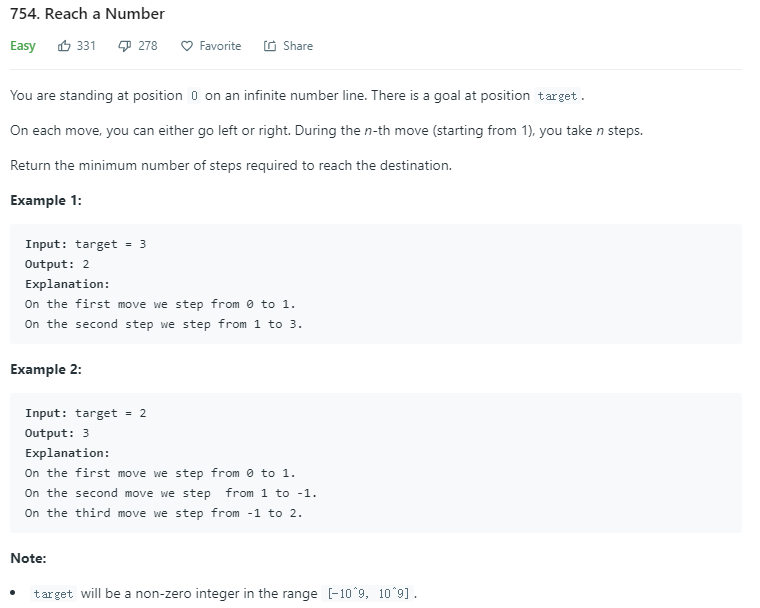 754. Reach a Number
Easy 331 278 Favorite Share
You are standing at position 0 on an infinite number line. There is a goal at position target.
On each move, you can either go left or right. During the n-th move (starting from 1), you take n steps.
Return the minimum number of steps required to reach the destination.
Example 1:
Input: target = 3
Output: 2
Explanation:
On the first move we step from 0 to 1.
On the second step we step from 1 to 3.
Example 2:
Input: target = 2
Output: 3
Explanation:
On the first move we step from 0 to 1.
On the second move we step  from 1 to -1.
On the third move we step from -1 to 2.
Note:
• target will be a non-zero integer in the range [-10^9, 10^9].